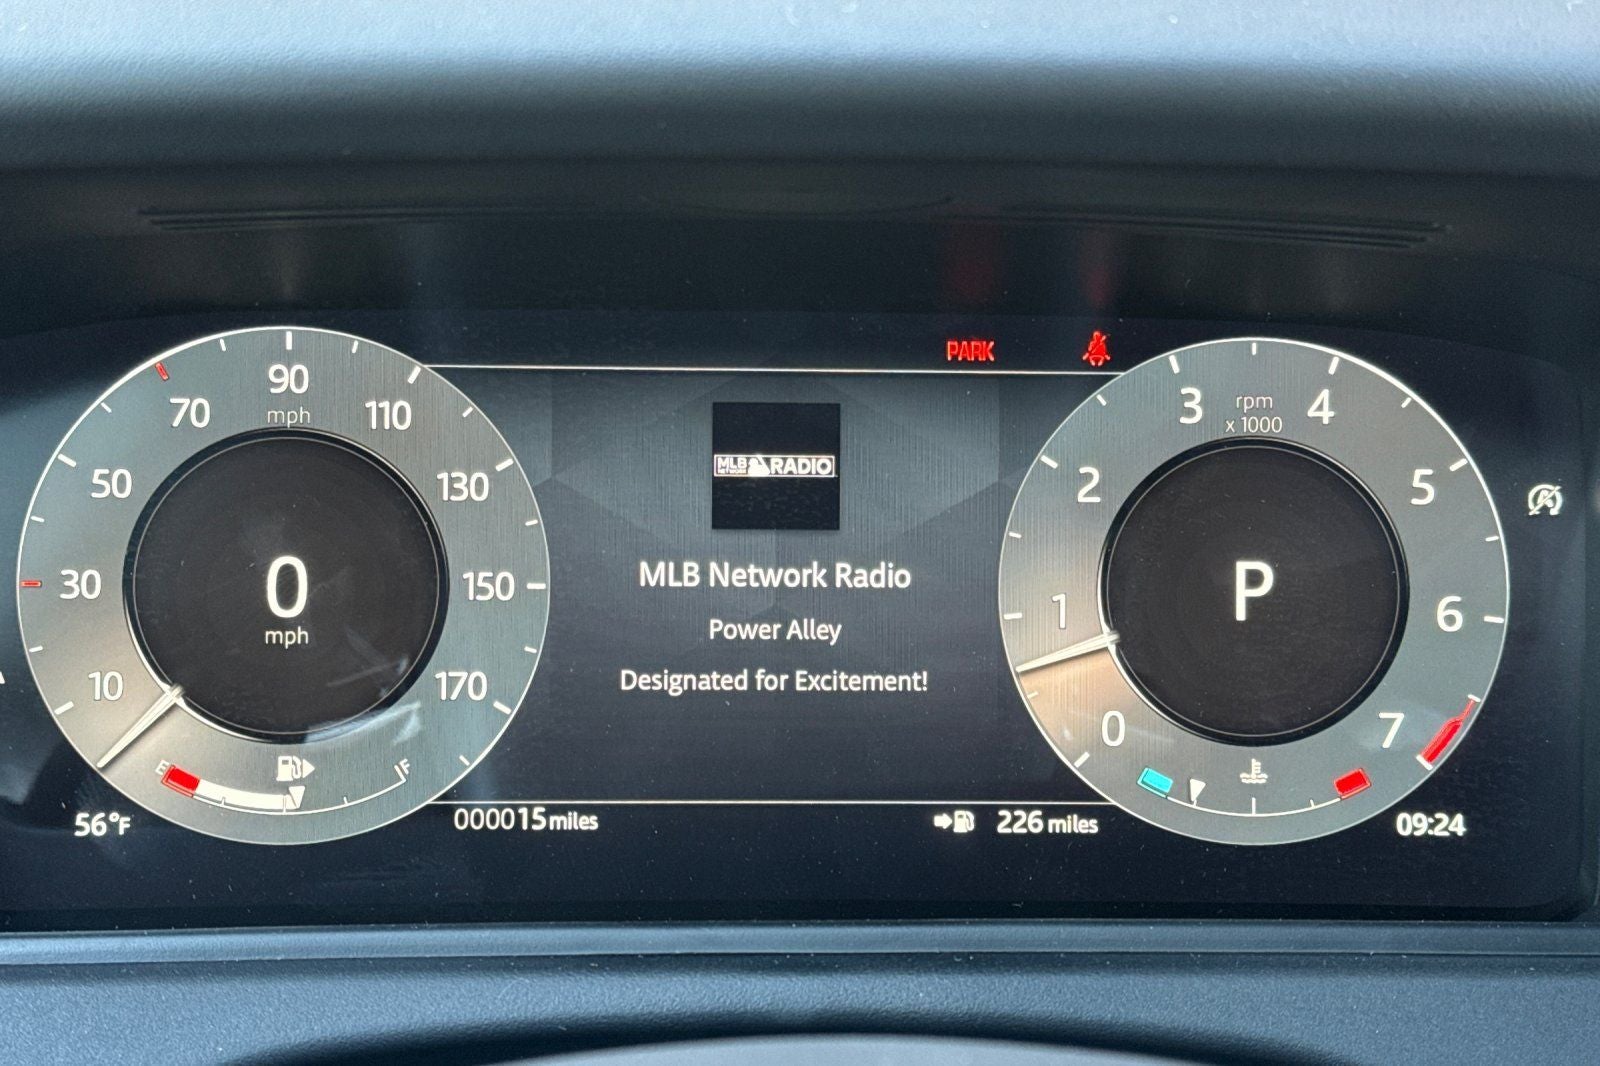 PARK
90
mph
70
110
50
130
30
150
10
170
0
mph
E
F
56°F
000015 miles
MLB NETWORK RADIO
MLB Network Radio
Power Alley
Designated for Excitement!
226 miles
3
rpm
x 1000
4
2
5
1
6
0
7
P
A
09:24